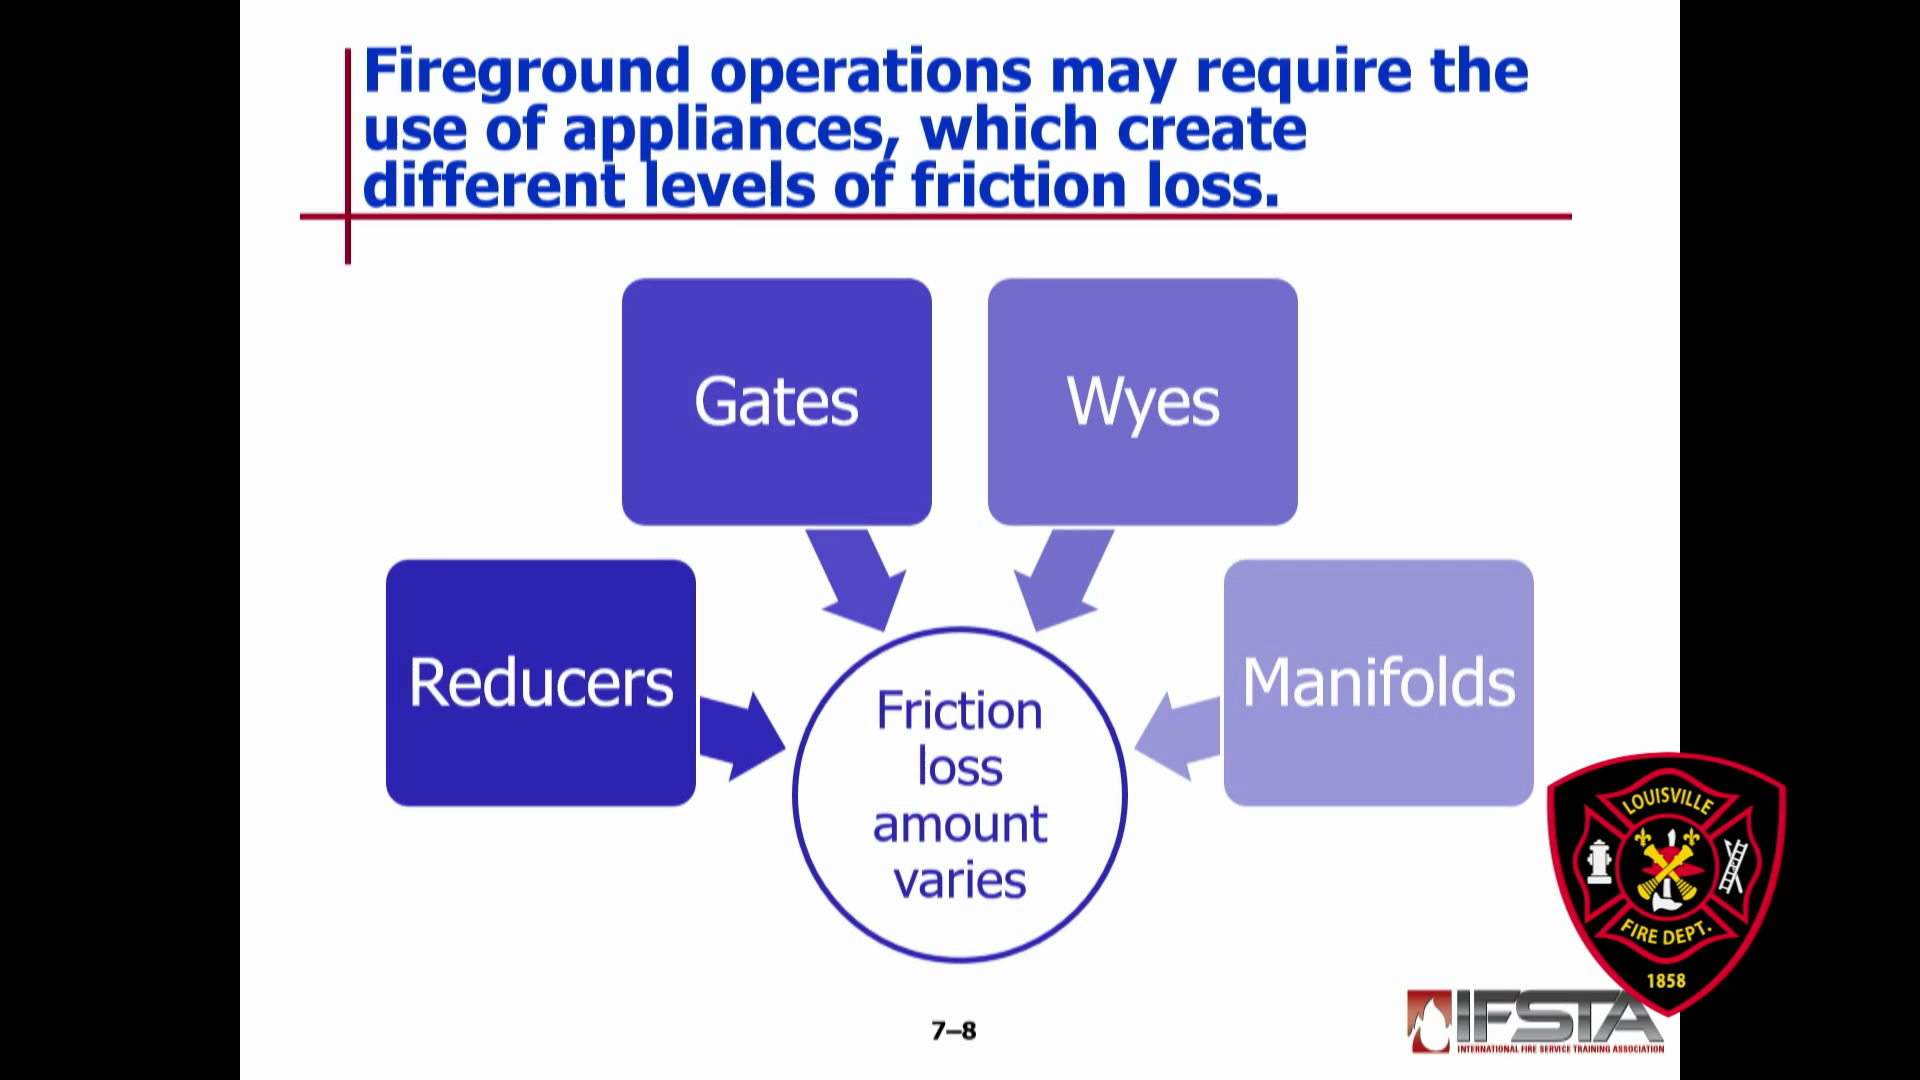 Fireground operations may require the
use of appliances, which create
different levels of friction loss.
Gates
Wyes
Reducers
Manifolds
Friction
loss
amount
varies
LOUISVILLE
FIRE DEPT.
1858
7–8
IFSTA
INTERNATIONAL FIRE SERVICE TRAINING ASSOCIATION